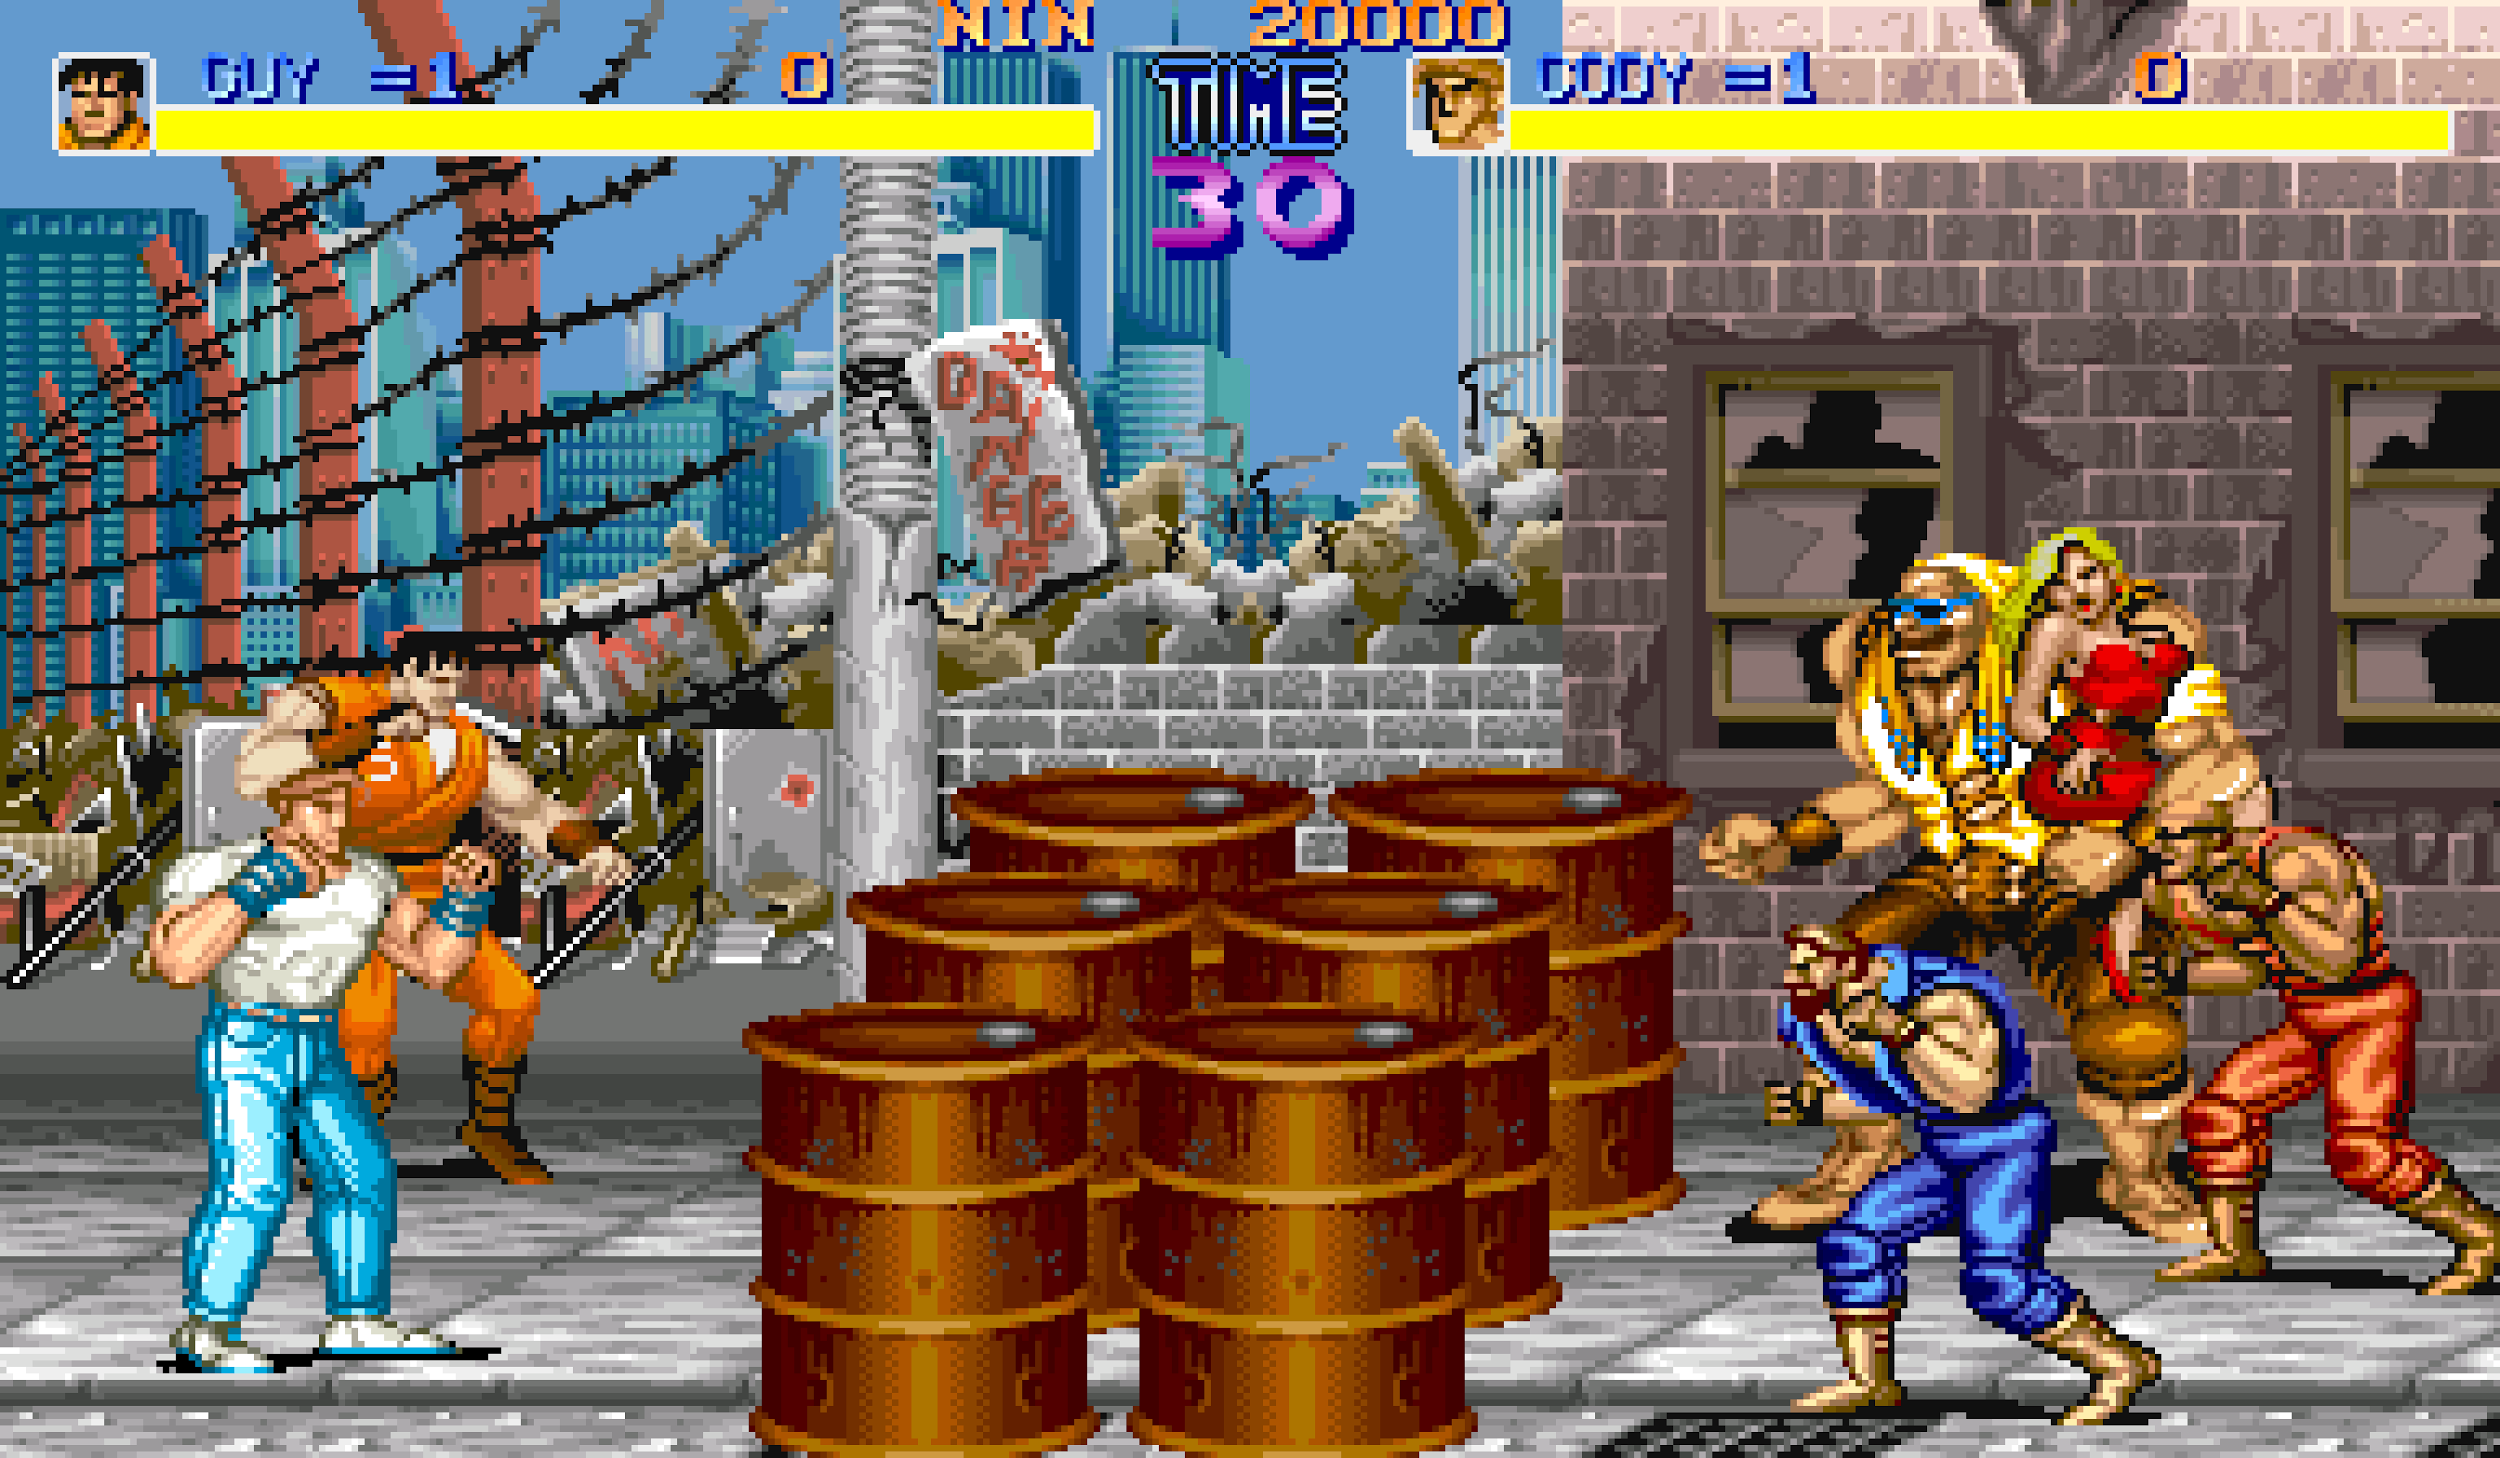 NIN 20000
GUY =1 0
TIME
CODY =1 0
30
DANGER